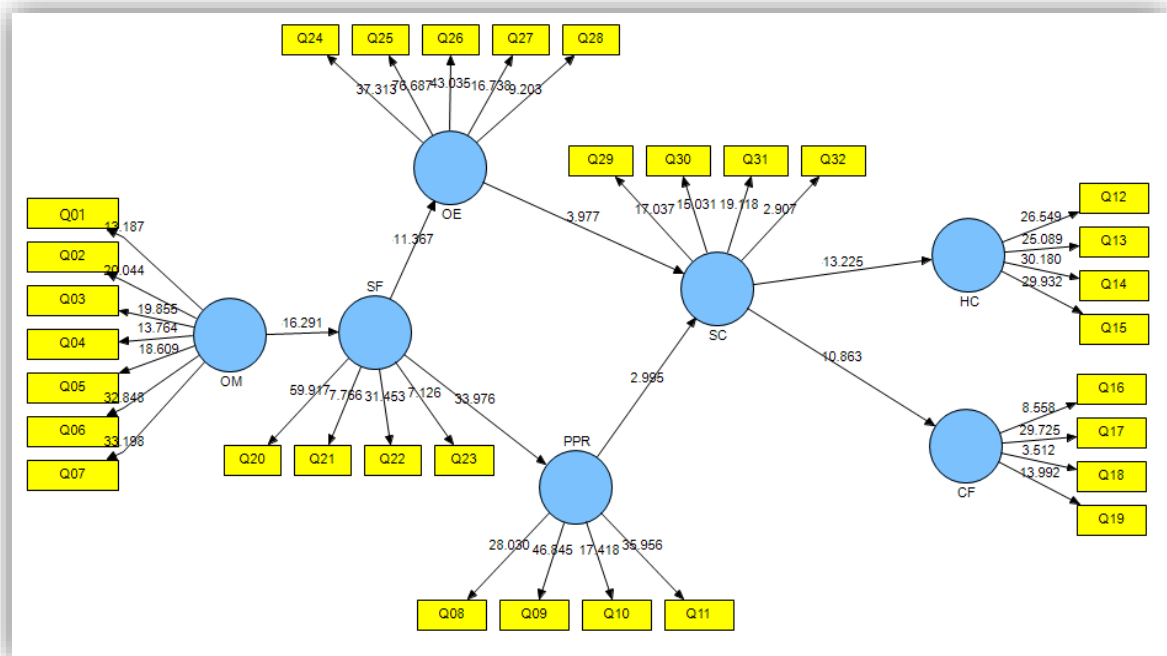 Q24
Q25
Q26
Q27
Q28
37.313
76.687
43.035
16.738
9.203
OE
Q29
Q30
Q31
Q32
17.037
15.031
19.118
2.907
3.977
11.367
Q01
Q02
Q03
Q04
Q05
Q06
Q07
13.187
20.044
19.855
13.764
18.609
32.848
33.198
OM
16.291
SF
59.917
7.766
31.453
7.126
33.976
Q20
Q21
Q22
Q23
SC
13.225
10.863
2.995
HC
26.549
25.089
30.180
29.932
Q12
Q13
Q14
Q15
CF
8.558
29.725
3.512
13.992
Q16
Q17
Q18
Q19
PPR
28.030
46.845
17.418
35.956
Q08
Q09
Q10
Q11